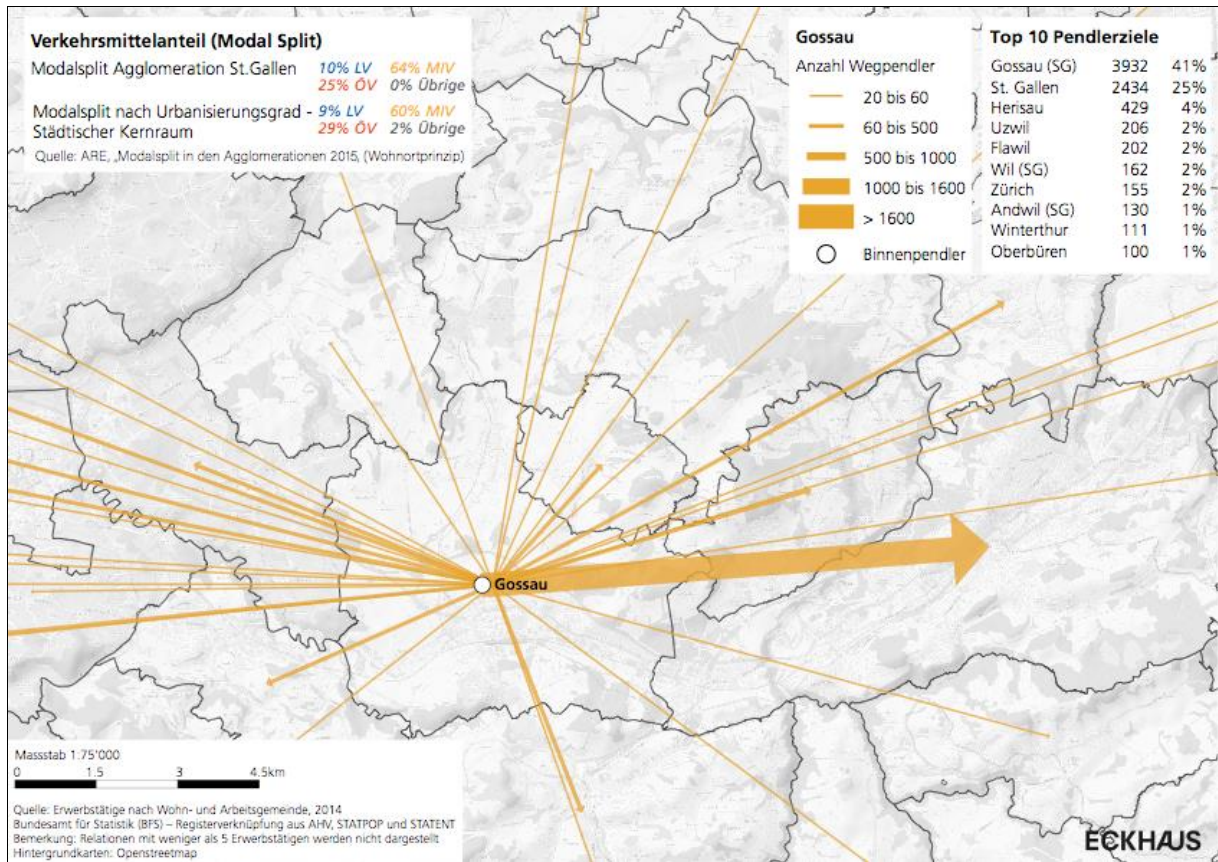 Verkehrsmittelanteil (Modal Split)
Modalsplit Agglomeration St.Gallen 10% LV 64% MIV
25% ÖV 0% Übrige
Modalsplit nach Urbanisierungsgrad - 9% LV 60% MIV
Städtischer Kernraum 29% ÖV 2% Übrige
Quelle: ARE, „Modalsplit in den Agglomerationen 2015, (Wohnortprinzip)
Gossau
Anzahl Wegpendler
20 bis 60
60 bis 500
500 bis 1000
1000 bis 1600
> 1600
Binnenpendler
Top 10 Pendlerziele
Gossau (SG) 3932 41%
St. Gallen 2434 25%
Herisau 429 4%
Uzwil 206 2%
Flawil 202 2%
Wil (SG) 162 2%
Zürich 155 2%
Andwil (SG) 130 1%
Winterthur 111 1%
Oberbüren 100 1%
Gossau
Massstab 1:75'000
0 1.5 3 4.5km
Quelle: Erwerbstätige nach Wohn- und Arbeitsgemeinde, 2014
Bundesamt für Statistik (BFS) – Registerverknüpfung aus AHV, STATPOP und STATENT
Bemerkung: Relationen mit weniger als 5 Erwerbstätigen werden nicht dargestellt
Hintergrundkarten: Openstreetmap
ECKHAUS